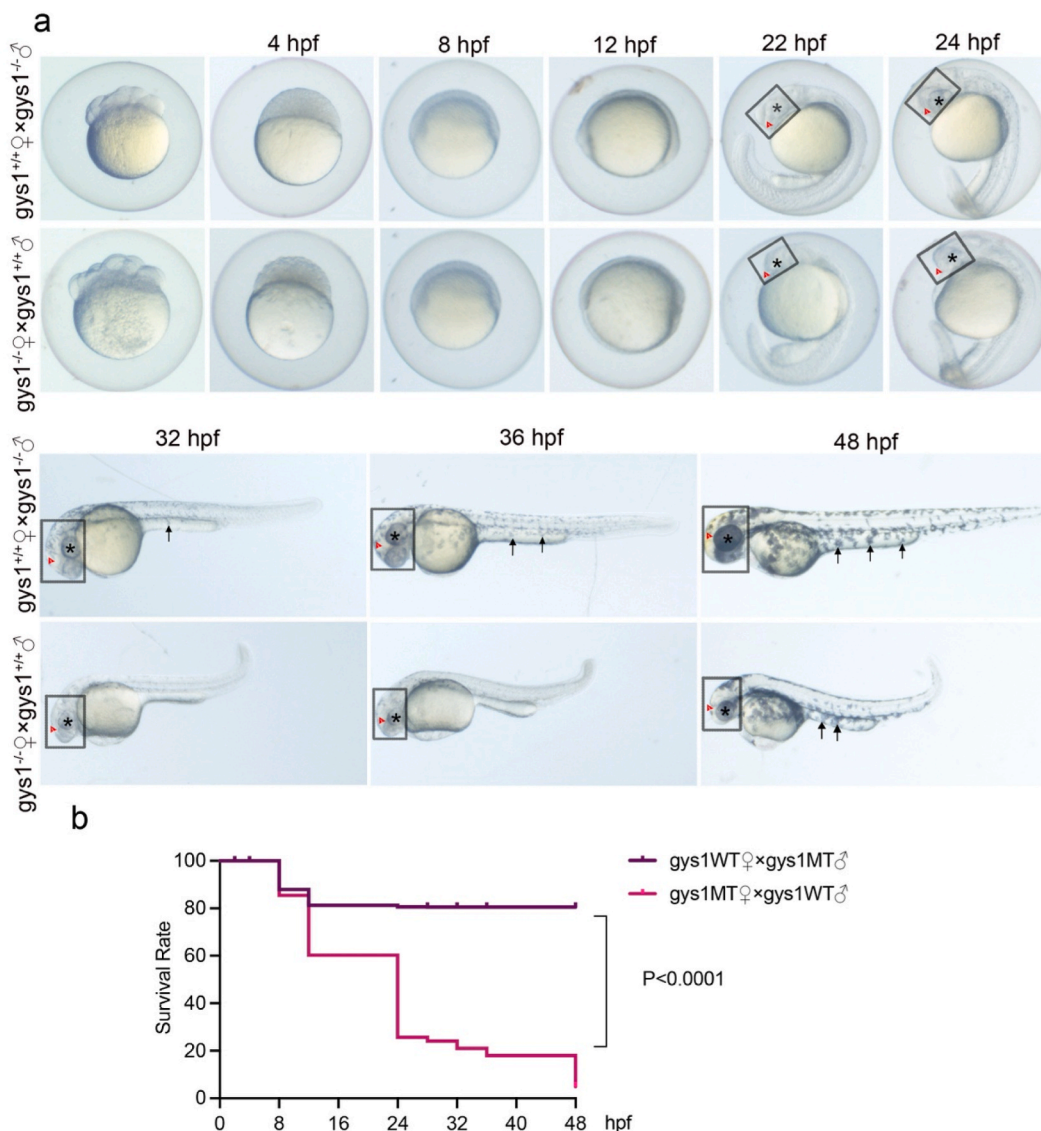 a
4 hpf 8 hpf 12 hpf 22 hpf 24 hpf
gys1+/+♀×gys1-/-♂
* *
gys1-/-♀×gys1+/+♂
* *
32 hpf 36 hpf 48 hpf
gys1+/+♀×gys1-/-♂
* * *
gys1-/-♀×gys1+/+♂
* * *
b
100
80
60
40
20
0
Survival Rate
0 8 16 24 32 40 48 hpf
gys1WT♀×gys1MT♂
gys1MT♀×gys1WT♂
P<0.0001